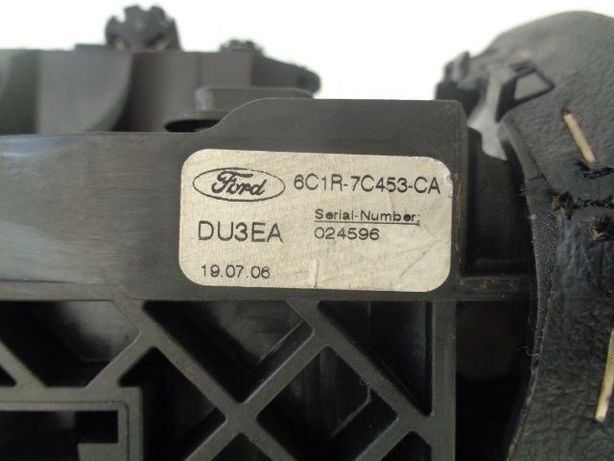 Ford 6C1R-7C453-CA
DU3EA
Serial-Number:
024596
19.07.06